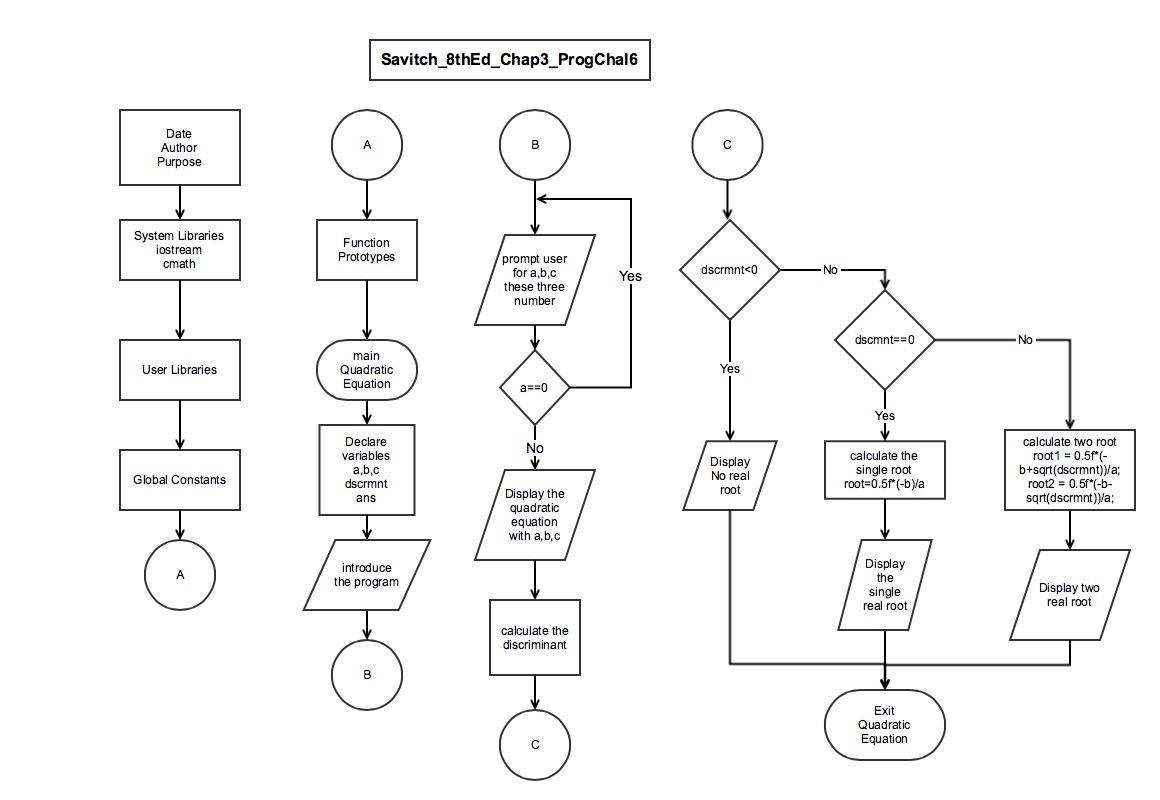 Savitch_8thEd_Chap3_ProgChal6
Date
Author
Purpose
System Libraries
iostream
cmath
User Libraries
Global Constants
A
A
Function
Prototypes
main
Quadratic
Equation
Declare
variables
a,b,c
dscrmnt
ans
introduce
the program
B
B
prompt user
for a,b,c
these three
number
Yes
a==0
No
Display the
quadratic
equation
with a,b,c
calculate the
discriminant
C
C
dscrmnt<0
No
Yes
Display
No real
root
dscmnt==0
No
Yes
calculate the
single root
root=0.5f*(-b)/a
Display
the
single
real root
calculate two root
root1 = 0.5f*(-
b+sqrt(dscrmnt))/a;
root2 = 0.5f*(-b-
sqrt(dscrmnt))/a;
Display two
real root
Exit
Quadratic
Equation